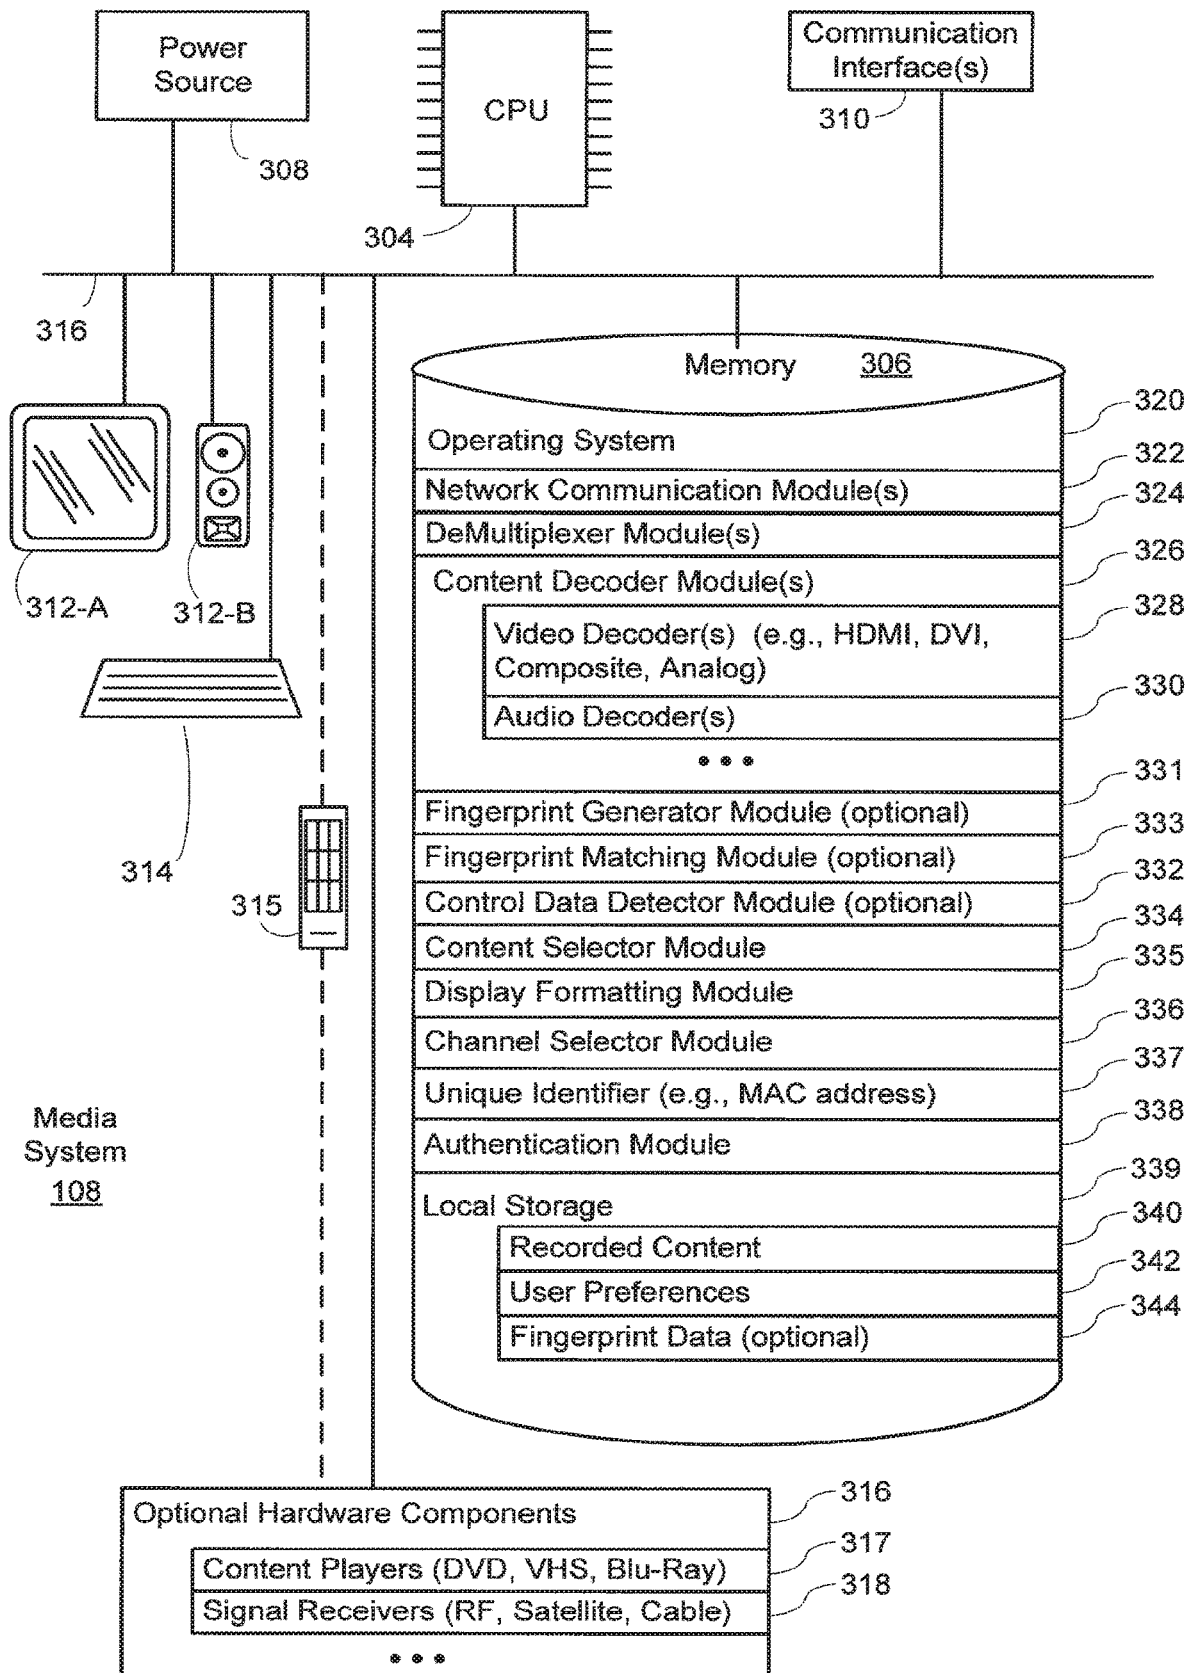 Power
Source
308
CPU
304
Communication
Interface(s)
310
316
312-A
312-B
314
315
Memory 306
Operating System 320
Network Communication Module(s) 322
DeMultiplexer Module(s) 324
Content Decoder Module(s) 326
Video Decoder(s) (e.g., HDMI, DVI, 328
Composite, Analog)
Audio Decoder(s) 330
• • •
Fingerprint Generator Module (optional) 331
Fingerprint Matching Module (optional) 333
Control Data Detector Module (optional) 332
Content Selector Module 334
Display Formatting Module 335
Channel Selector Module 336
Unique Identifier (e.g., MAC address) 337
Authentication Module 338
Local Storage 339
Recorded Content 340
User Preferences 342
Fingerprint Data (optional) 344
Media
System
108
Optional Hardware Components 316
Content Players (DVD, VHS, Blu-Ray) 317
Signal Receivers (RF, Satellite, Cable) 318
• • •